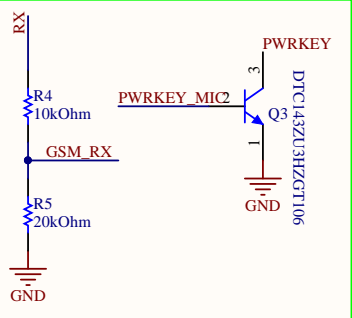 RX
R4
10kOhm
GSM_RX
R5
20kOhm
GND
PWRKEY
PWRKEY_MIC
2
3
1
Q3
DTC143ZU3HZGT106
GND